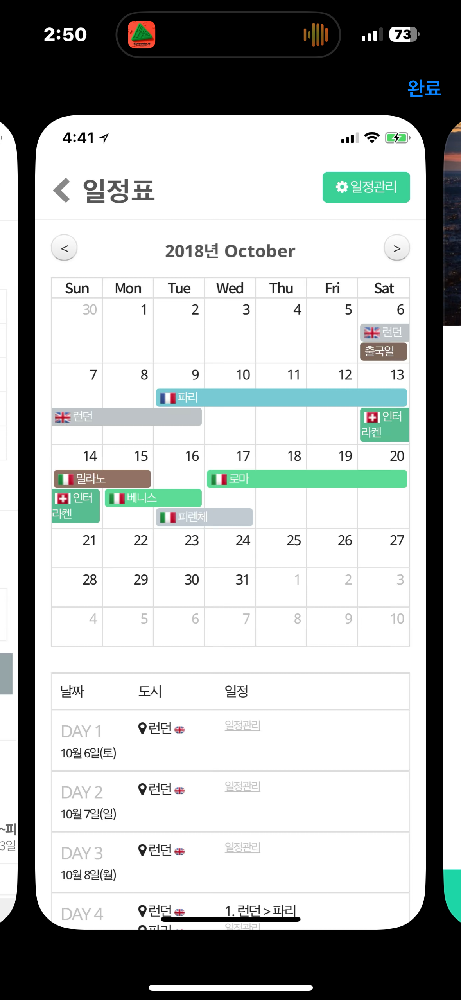 2:50
73
Episode.8
완료
4:41
일정표
일정관리
<
2018년 October
>
Sun Mon Tue Wed Thu Fri Sat
30 1 2 3 4 5 6
런던
출국일
7 8 9 10 11 12 13
파리
런던
인터
라켄
14 15 16 17 18 19 20
밀라노
로마
인터
라켄
베니스
피렌체
21 22 23 24 25 26 27
28 29 30 31 1 2 3
4 5 6 7 8 9 10
날짜 도시 일정
DAY 1 런던 일정관리
10월 6일(토)
DAY 2 런던 일정관리
10월 7일(일)
~피
3일
DAY 3 런던 일정관리
10월 8일(월)
DAY 4 런던 1. 런던 > 파리
파리 일정관리